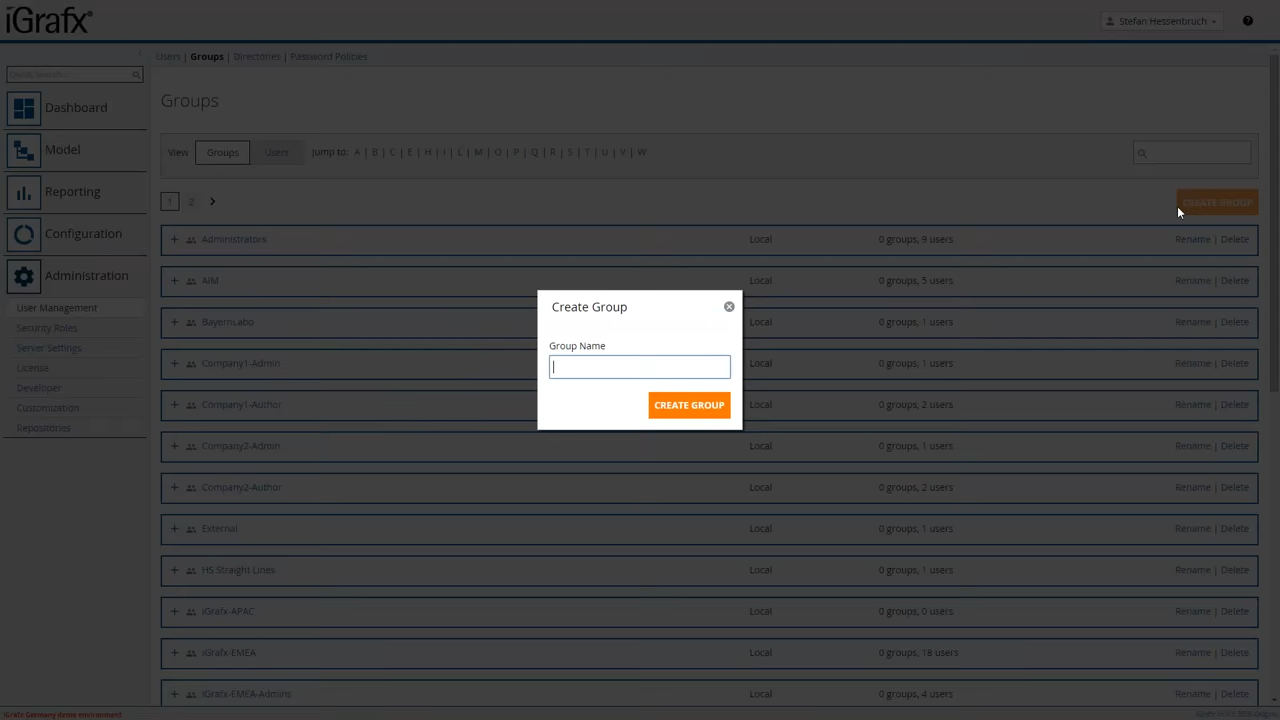 iGrafx®
Stefan Hessenbruch
Users | Groups | Directories | Password Policies
Quick Search...
Dashboard
Model
Reporting
Configuration
Administration
User Management
Security Roles
Server Settings
License
Developer
Customization
Repositories
Groups
View Groups Users Jump to: A | B | C | E | H | I | L | M | O | P | Q | R | S | T | U | V | W
1 2 CREATE GROUP
Administrators Local 0 groups, 9 users Rename | Delete
AIM Local 0 groups, 5 users Rename | Delete
BayernLabo Local 0 groups, 1 users Rename | Delete
Company1-Admin Local 0 groups, 1 users Rename | Delete
Company1-Author Local 0 groups, 2 users Rename | Delete
Company2-Admin Local 0 groups, 1 users Rename | Delete
Company2-Author Local 0 groups, 2 users Rename | Delete
External Local 0 groups, 1 users Rename | Delete
HS Straight Lines Local 0 groups, 1 users Rename | Delete
iGrafx-APAC Local 0 groups, 0 users Rename | Delete
iGrafx-EMEA Local 0 groups, 18 users Rename | Delete
iGrafx-EMEA-Admins Local 0 groups, 4 users Rename | Delete
Create Group
Group Name
CREATE GROUP
iGrafx Germany demo environment